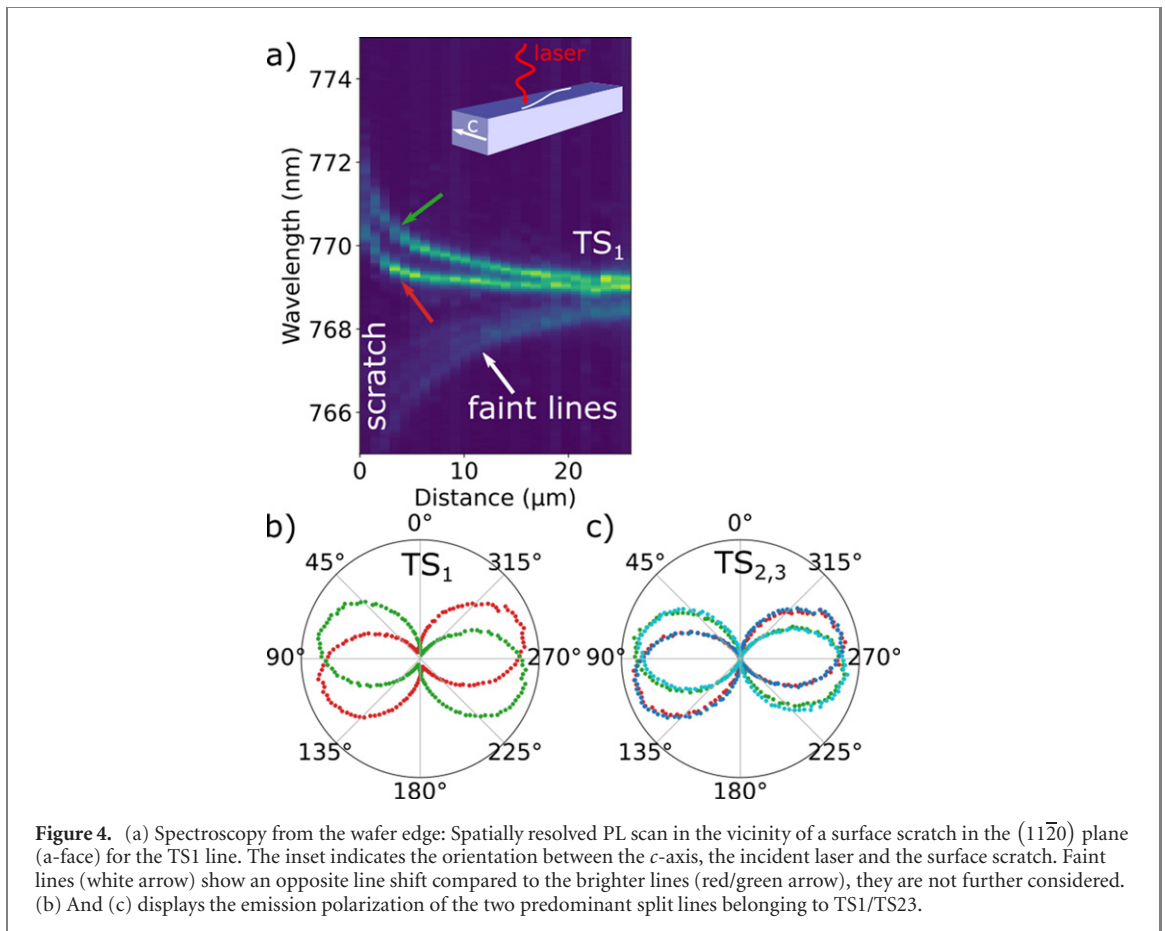 a)
laser
C
774
772
770
768
766
Wavelength (nm)
TS1
scratch
faint lines
0 10 20
Distance (μm)
b)
0°
45° TS1 315°
90° 270°
135° 225°
180°
c)
0°
45° TS2,3 315°
90° 270°
135° 225°
180°
Figure 4. (a) Spectroscopy from the wafer edge: Spatially resolved PL scan in the vicinity of a surface scratch in the (112̅0) plane
(a-face) for the TS1 line. The inset indicates the orientation between the c-axis, the incident laser and the surface scratch. Faint
lines (white arrow) show an opposite line shift compared to the brighter lines (red/green arrow), they are not further considered.
(b) And (c) displays the emission polarization of the two predominant split lines belonging to TS1/TS23.